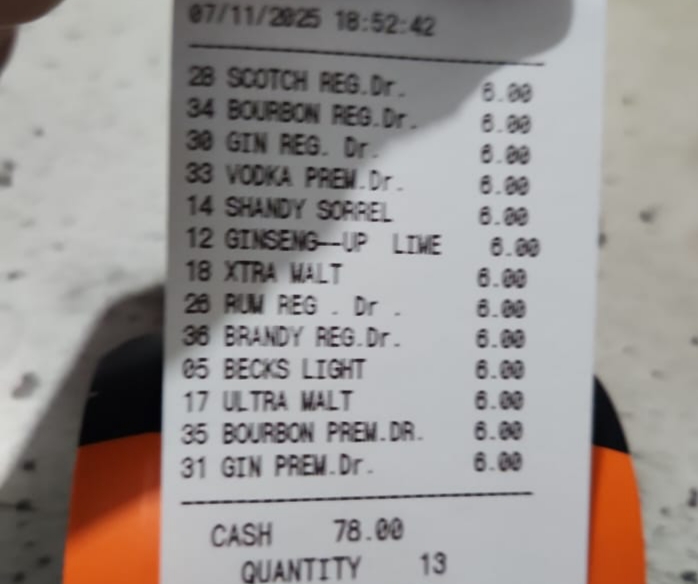 07/11/2025 18:52:42
28 SCOTCH REG.Dr. 6.00
34 BOURBON REG.Dr. 6.00
30 GIN REG. Dr. 6.00
33 VODKA PREM.Dr. 6.00
14 SHANDY SORREL 6.00
12 GINSENG--UP LIME 6.00
18 XTRA MALT 6.00
26 RUM REG . Dr . 6.00
36 BRANDY REG.Dr. 6.00
05 BECKS LIGHT 6.00
17 ULTRA MALT 6.00
35 BOURBON PREM.DR. 6.00
31 GIN PREM.Dr. 6.00
CASH 78.00
QUANTITY 13